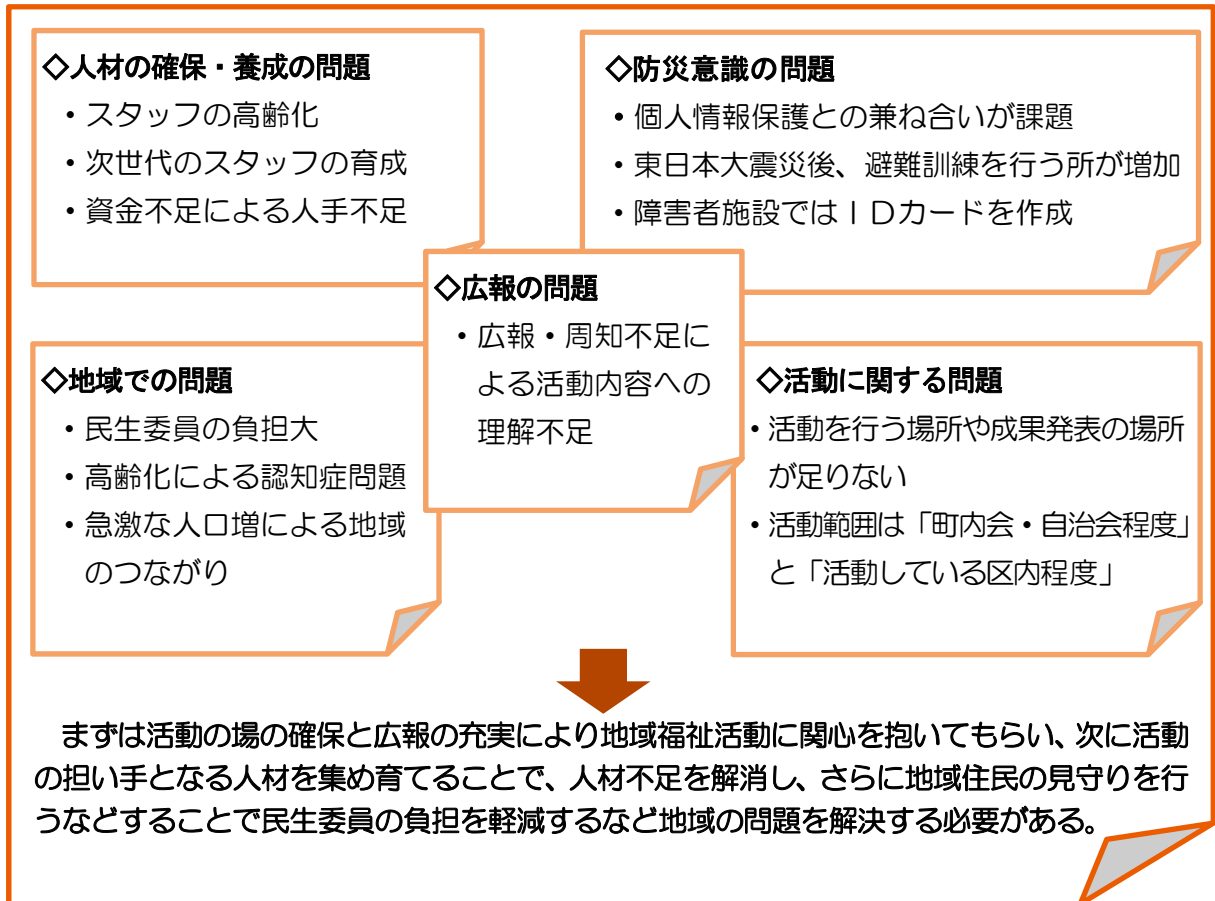 ◇人材の確保・養成の問題
・スタッフの高齢化
・次世代のスタッフの育成
・資金不足による人手不足
◇防災意識の問題
・個人情報保護との兼ね合いが課題
・東日本大震災後、避難訓練を行う所が増加
・障害者施設ではＩＤカードを作成
◇広報の問題
・広報・周知不足に
よる活動内容への
理解不足
◇地域での問題
・民生委員の負担大
・高齢化による認知症問題
・急激な人口増による地域
のつながり
◇活動に関する問題
・活動を行う場所や成果発表の場所
が足りない
・活動範囲は「町内会・自治会程度」
と「活動している区内程度」
まずは活動の場の確保と広報の充実により地域福祉活動に関心を抱いてもらい、次に活動
の担い手となる人材を集め育てることで、人材不足を解消し、さらに地域住民の見守りを行
うなどすることで民生委員の負担を軽減するなど地域の問題を解決する必要がある。